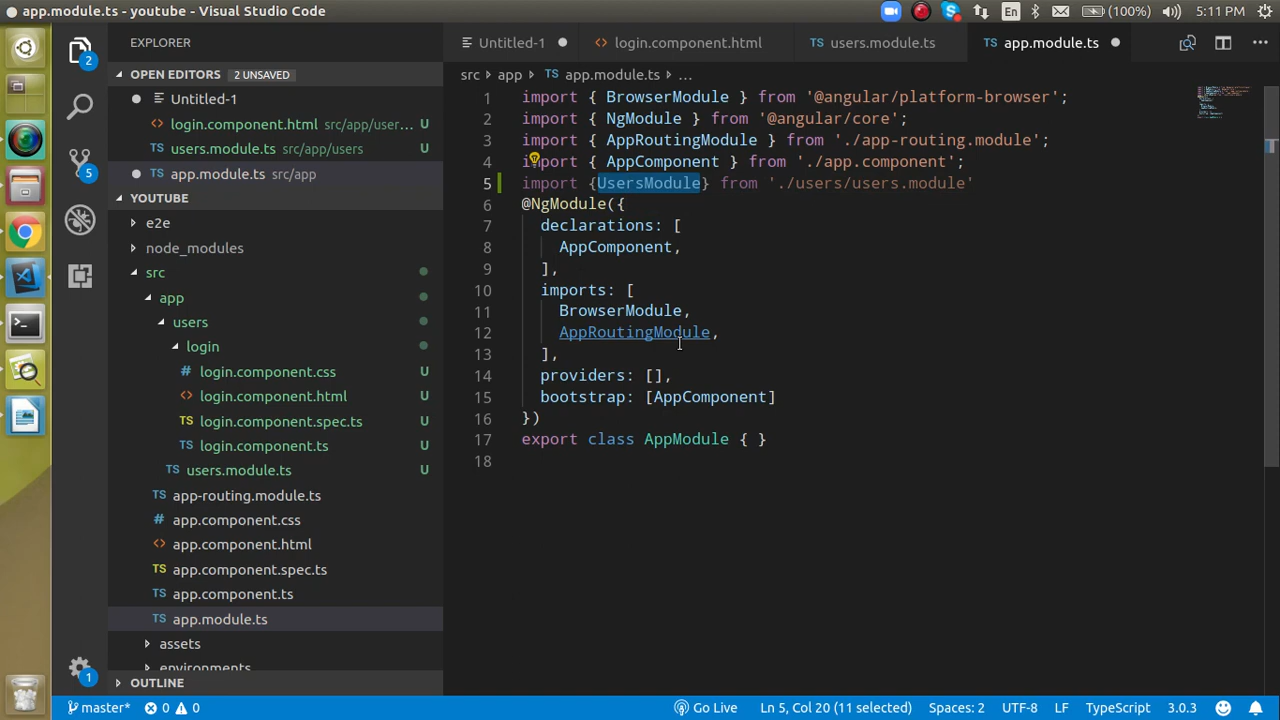 app.module.ts - youtube - Visual Studio Code
En
(100%)
5:11 PM
EXPLORER
Untitled-1
login.component.html
users.module.ts
app.module.ts
OPEN EDITORS 2 UNSAVED
Untitled-1
login.component.html src/app/user... U
users.module.ts src/app/users U
app.module.ts src/app
YOUTUBE
e2e
node_modules
src
app
users
login
login.component.css U
login.component.html U
login.component.spec.ts U
login.component.ts U
users.module.ts U
app-routing.module.ts
app.component.css
app.component.html
app.component.spec.ts
app.component.ts
app.module.ts
assets
environments
OUTLINE
2
5
1
src > app > TS app.module.ts > ...
1 import { BrowserModule } from '@angular/platform-browser';
2 import { NgModule } from '@angular/core';
3 import { AppRoutingModule } from './app-routing.module';
4 import { AppComponent } from './app.component';
5 import {UsersModule} from './users/users.module'
6 @NgModule({
7 declarations: [
8 AppComponent,
9 ],
10 imports: [
11 BrowserModule,
12 AppRoutingModule,
13 ],
14 providers: [],
15 bootstrap: [AppComponent]
16 })
17 export class AppModule { }
18
master* 0 0 Go Live Ln 5, Col 20 (11 selected) Spaces: 2 UTF-8 LF TypeScript 3.0.3